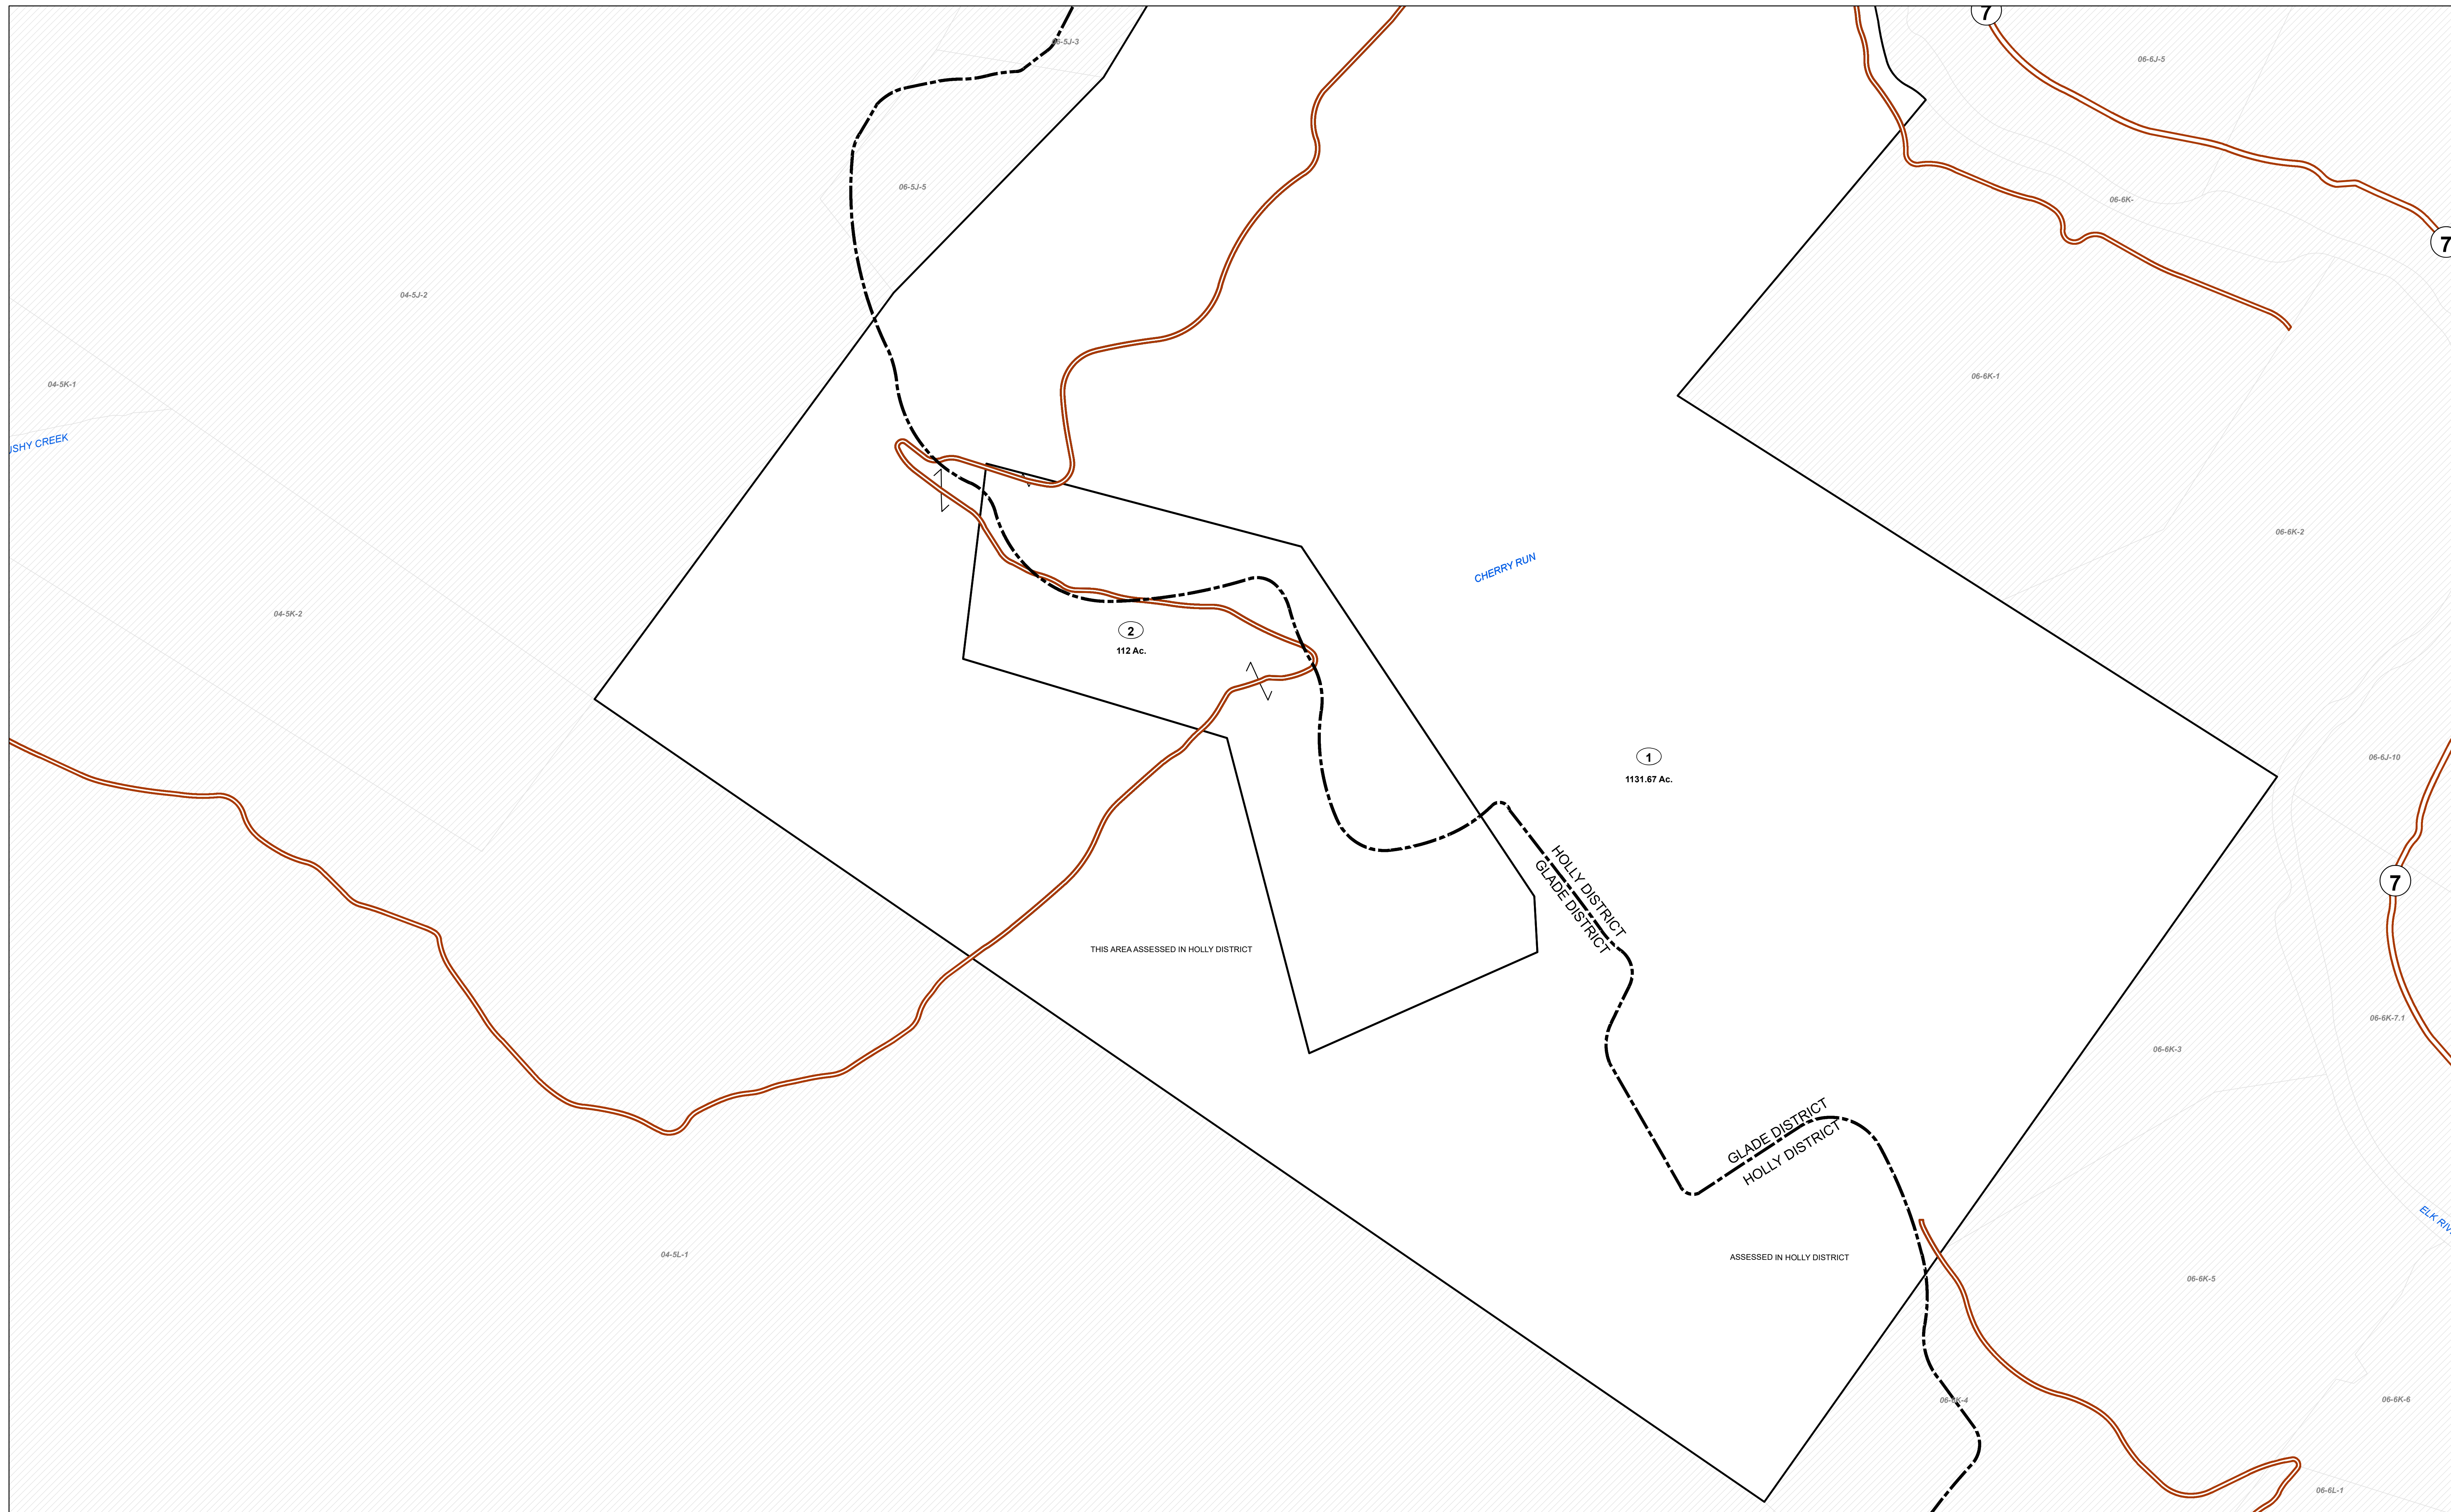 7
06-5J-3
06-6J-5
06-5J-5
06-6K-
7
04-5J-2
06-6K-1
04-5K-1
USHY CREEK
06-6K-2
CHERRY RUN
04-5K-2
2
112 Ac.
1
1131.67 Ac.
06-6J-10
7
HOLLY DISTRICT
GLADE DISTRICT
THIS AREA ASSESSED IN HOLLY DISTRICT
06-6K-7.1
06-6K-3
GLADE DISTRICT
HOLLY DISTRICT
ELK RIV
04-5L-1
ASSESSED IN HOLLY DISTRICT
06-6K-5
06-6K-4
06-6K-6
06-6L-1